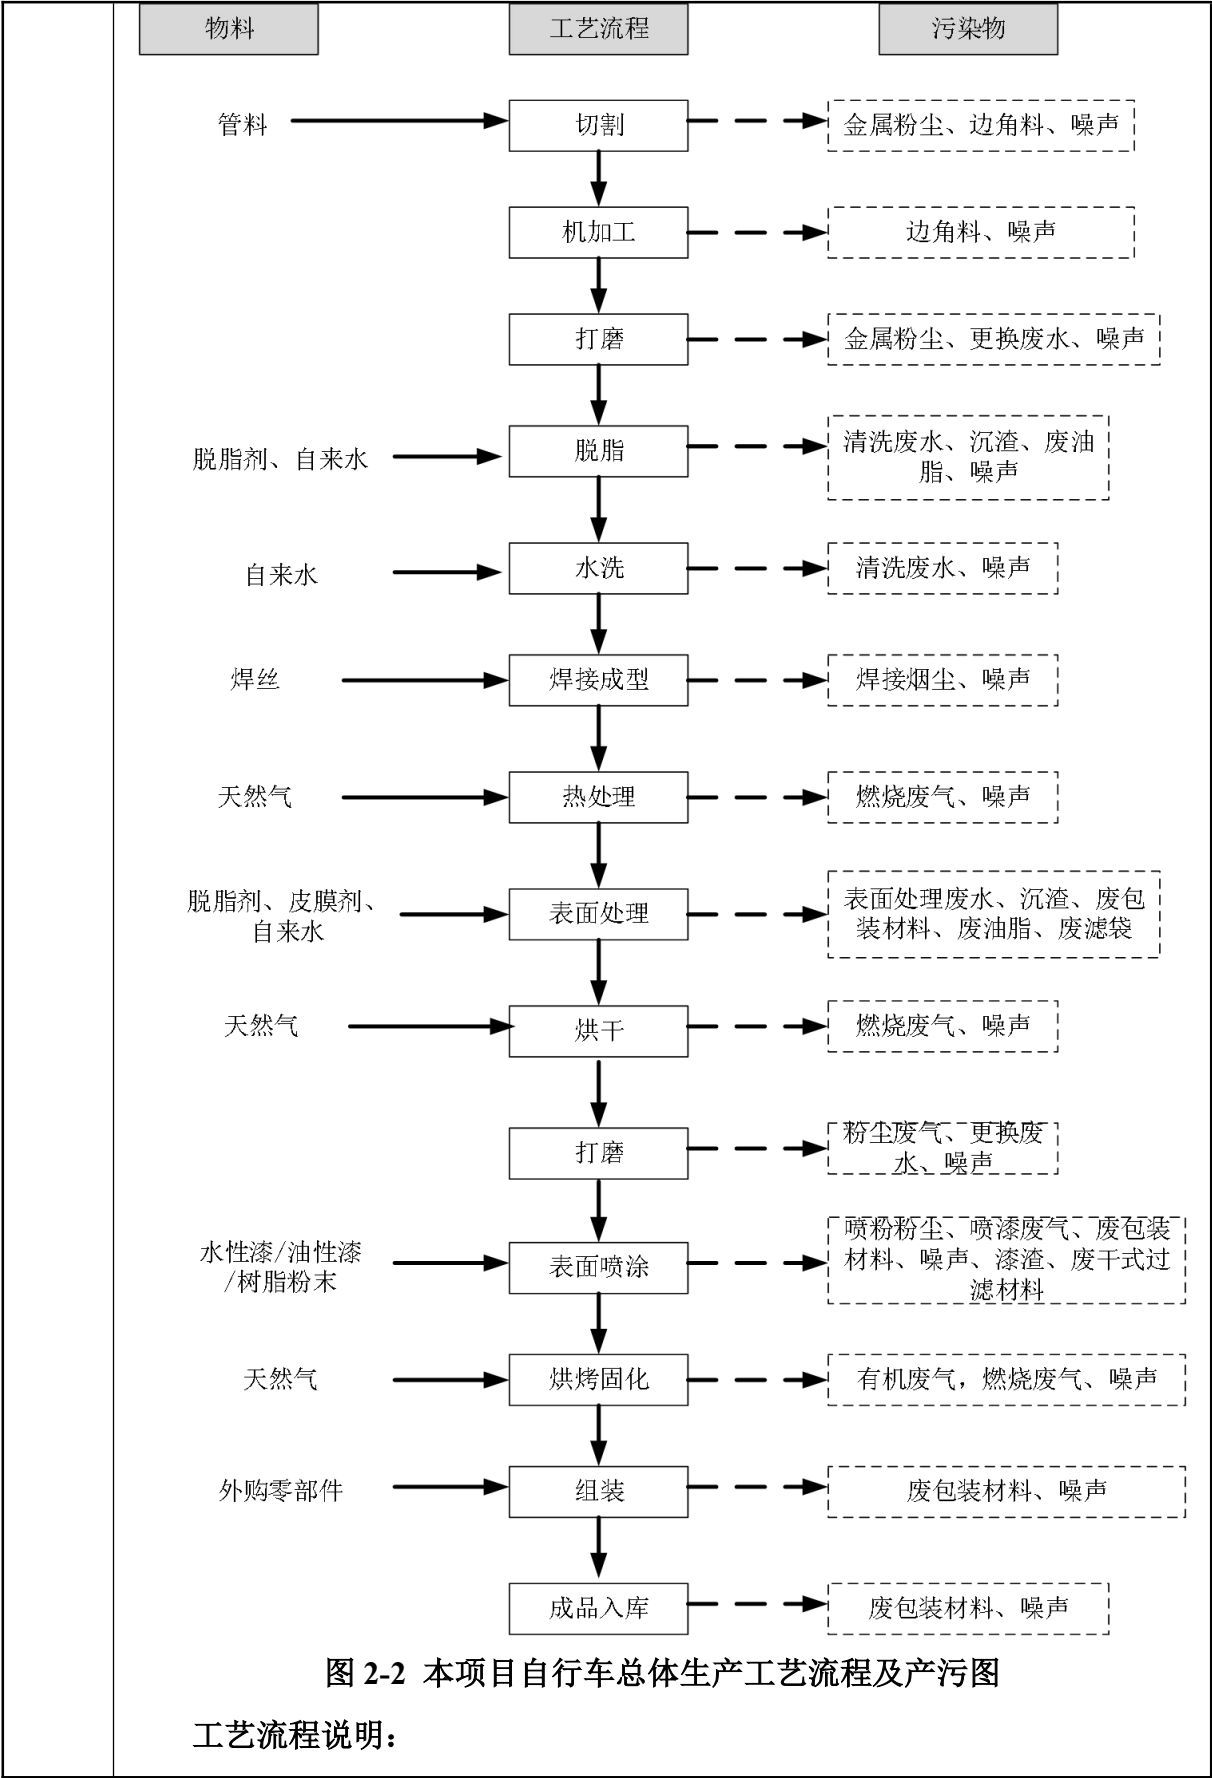 物料 工艺流程 污染物
管料 切割 金属粉尘、边角料、噪声
机加工 边角料、噪声
打磨 金属粉尘、更换废水、噪声
脱脂剂、自来水 脱脂 清洗废水、沉渣、废油
脂、噪声
自来水 水洗 清洗废水、噪声
焊丝 焊接成型 焊接烟尘、噪声
天然气 热处理 燃烧废气、噪声
脱脂剂、皮膜剂、
自来水
表面处理
表面处理废水、沉渣、废包
装材料、废油脂、废滤袋
天然气 烘干 燃烧废气、噪声
打磨
粉尘废气、更换废
水、噪声
水性漆/油性漆
/树脂粉末
表面喷涂
喷粉粉尘、喷漆废气、废包装
材料、噪声、漆渣、废干式过
滤材料
天然气 烘烤固化 有机废气，燃烧废气、噪声
外购零部件 组装 废包装材料、噪声
成品入库 废包装材料、噪声
图 2-2 本项目自行车总体生产工艺流程及产污图
工艺流程说明：